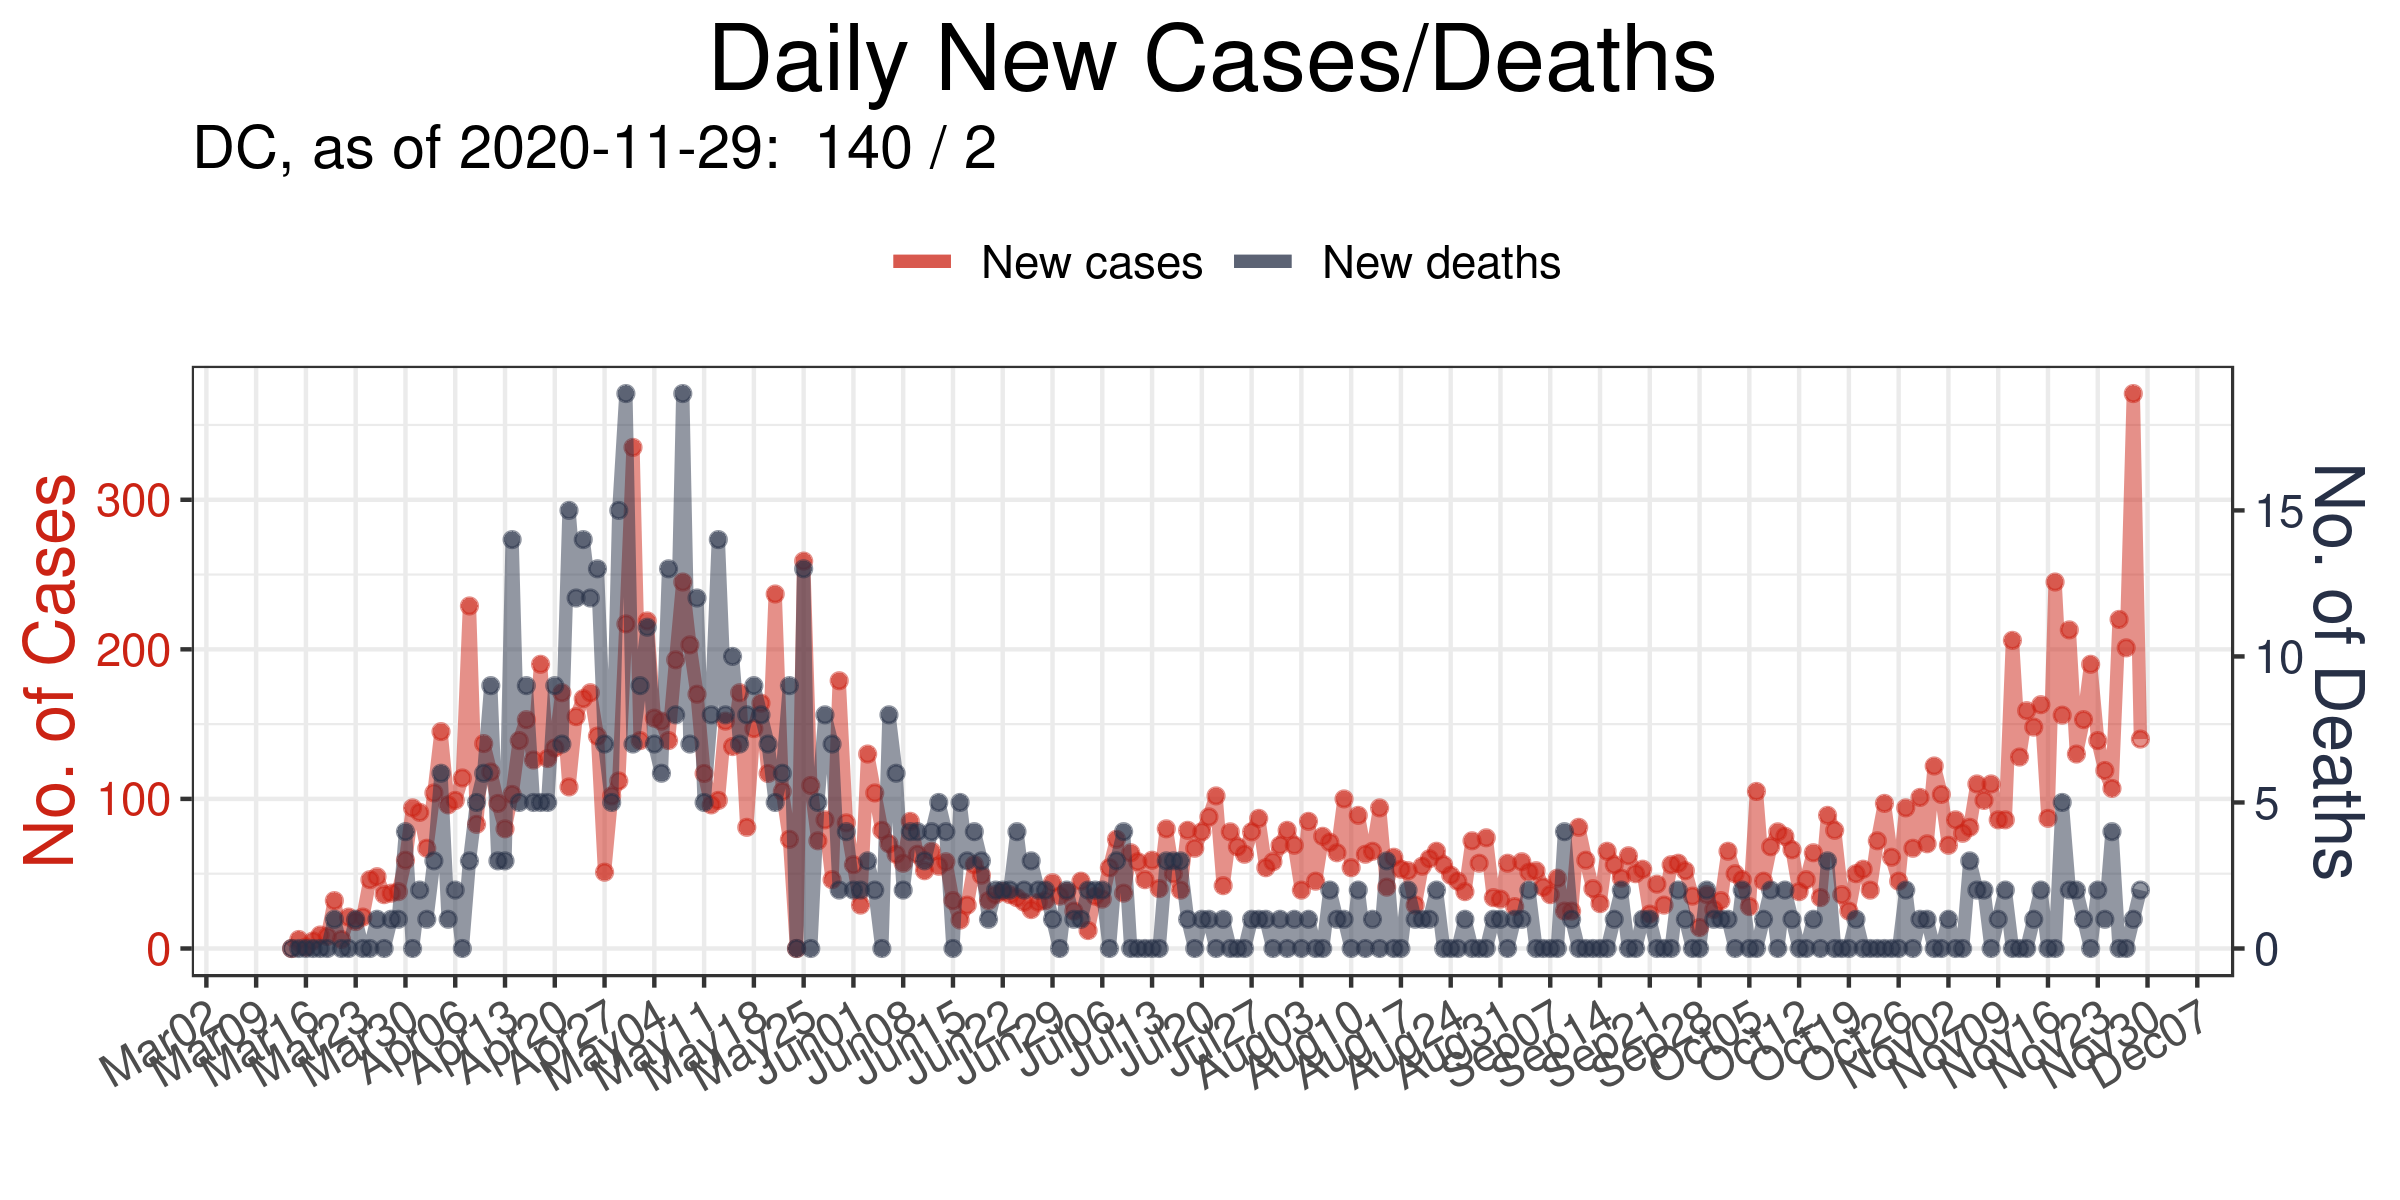 Daily New Cases/Deaths
DC, as of 2020-11-29:  140 / 2
New cases
New deaths
No. of Cases
300
200
100
0
15
10
5
0
No. of Deaths
Mar02
Mar09
Mar16
Mar23
Mar30
Apr06
Apr13
Apr20
Apr27
May04
May11
May18
May25
Jun01
Jun08
Jun15
Jun22
Jun29
Jul06
Jul13
Jul20
Jul27
Aug03
Aug10
Aug17
Aug24
Aug31
Sep07
Sep14
Sep21
Sep28
Oct05
Oct12
Oct19
Oct26
Nov02
Nov09
Nov16
Nov23
Nov30
Dec07